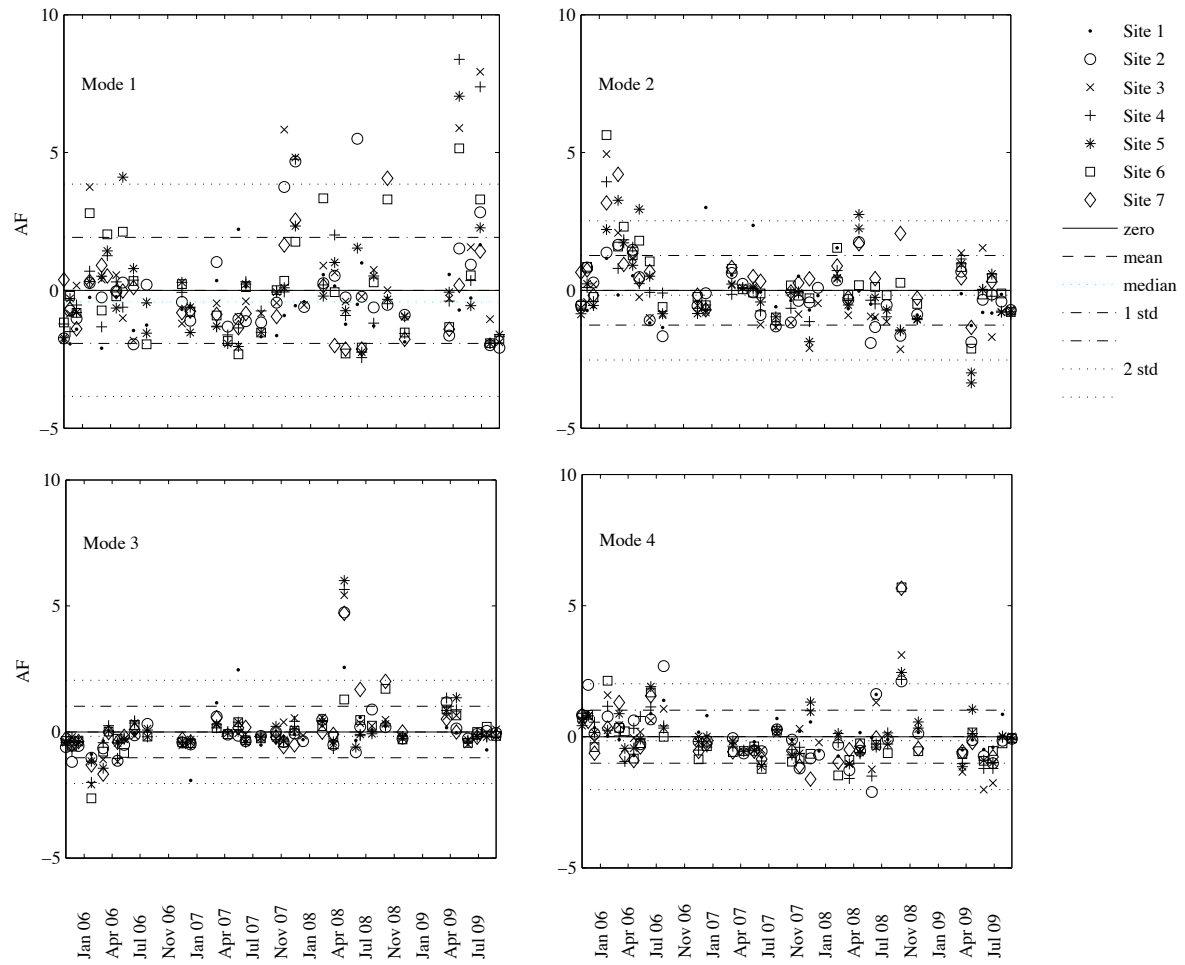 10
5
0
−5
AF
Mode 1
10
5
0
−5
Mode 2
Site 1
Site 2
Site 3
Site 4
Site 5
Site 6
Site 7
zero
mean
median
1 std
2 std
10
5
0
−5
AF
Mode 3
10
5
0
−5
Mode 4
Jan 06
Apr 06
Jul 06
Nov 06
Jan 07
Apr 07
Jul 07
Nov 07
Jan 08
Apr 08
Jul 08
Nov 08
Jan 09
Apr 09
Jul 09
Jan 06
Apr 06
Jul 06
Nov 06
Jan 07
Apr 07
Jul 07
Nov 07
Jan 08
Apr 08
Jul 08
Nov 08
Jan 09
Apr 09
Jul 09